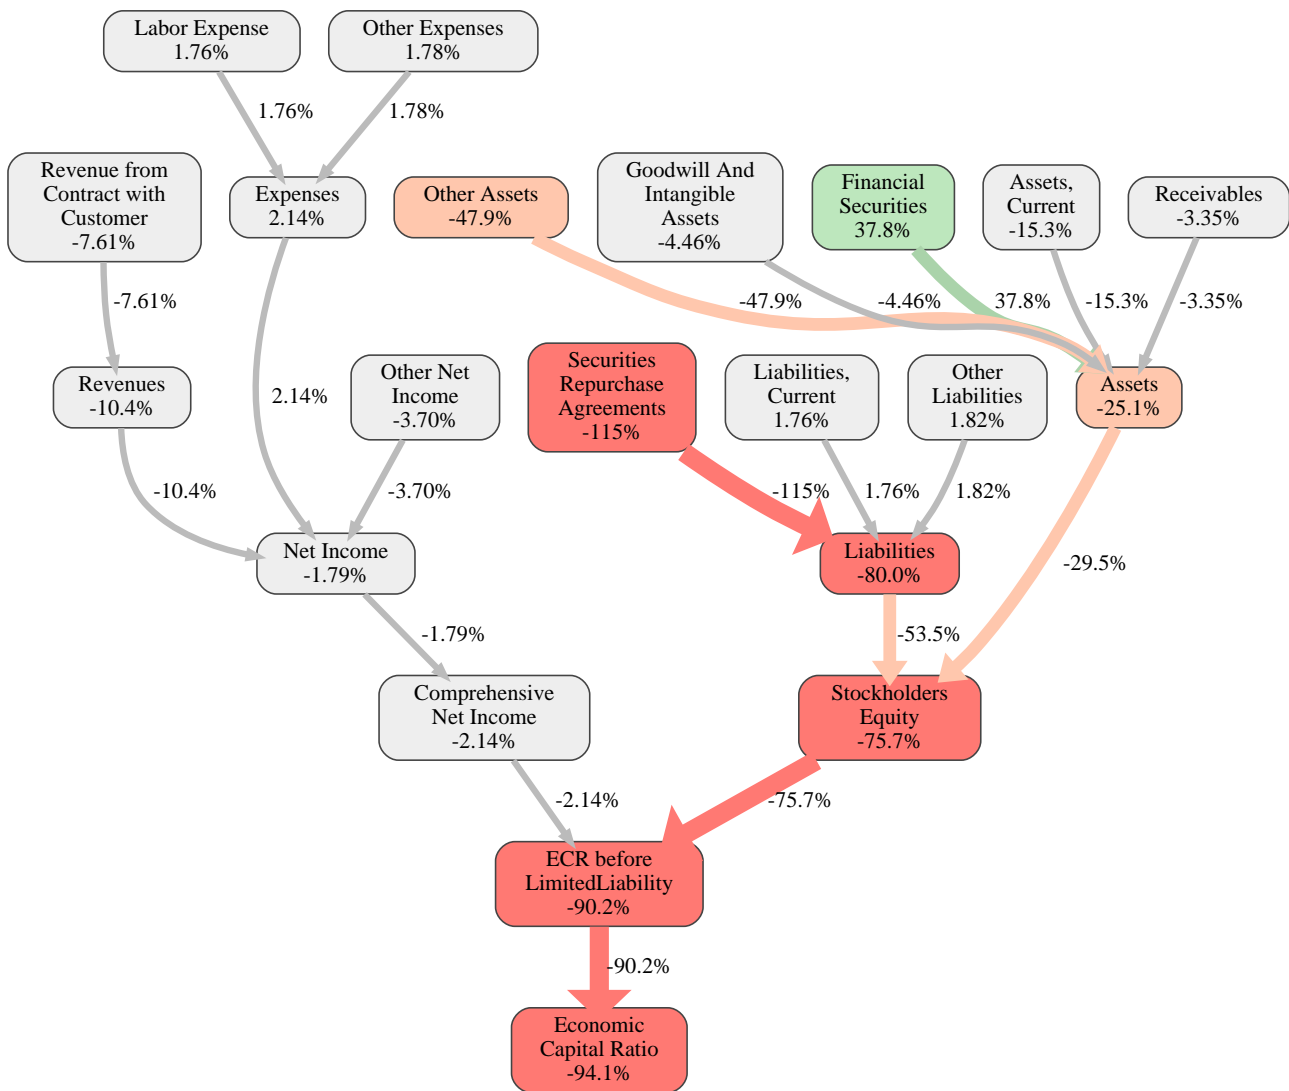 Labor Expense
1.76%
Other Expenses
1.78%
1.76%
1.78%
Revenue from
Contract with
Customer
-7.61%
Expenses
2.14%
Other Assets
-47.9%
Goodwill And
Intangible
Assets
-4.46%
Financial
Securities
37.8%
Assets,
Current
-15.3%
Receivables
-3.35%
-7.61%
-47.9%
-4.46%
37.8%
-15.3%
-3.35%
Revenues
-10.4%
2.14%
Other Net
Income
-3.70%
Securities
Repurchase
Agreements
-115%
Liabilities,
Current
1.76%
Other
Liabilities
1.82%
Assets
-25.1%
-10.4%
-3.70%
-115%
1.76%
1.82%
Net Income
-1.79%
Liabilities
-80.0%
-29.5%
-1.79%
-53.5%
Comprehensive
Net Income
-2.14%
Stockholders
Equity
-75.7%
-2.14%
-75.7%
ECR before
LimitedLiability
-90.2%
-90.2%
Economic
Capital Ratio
-94.1%